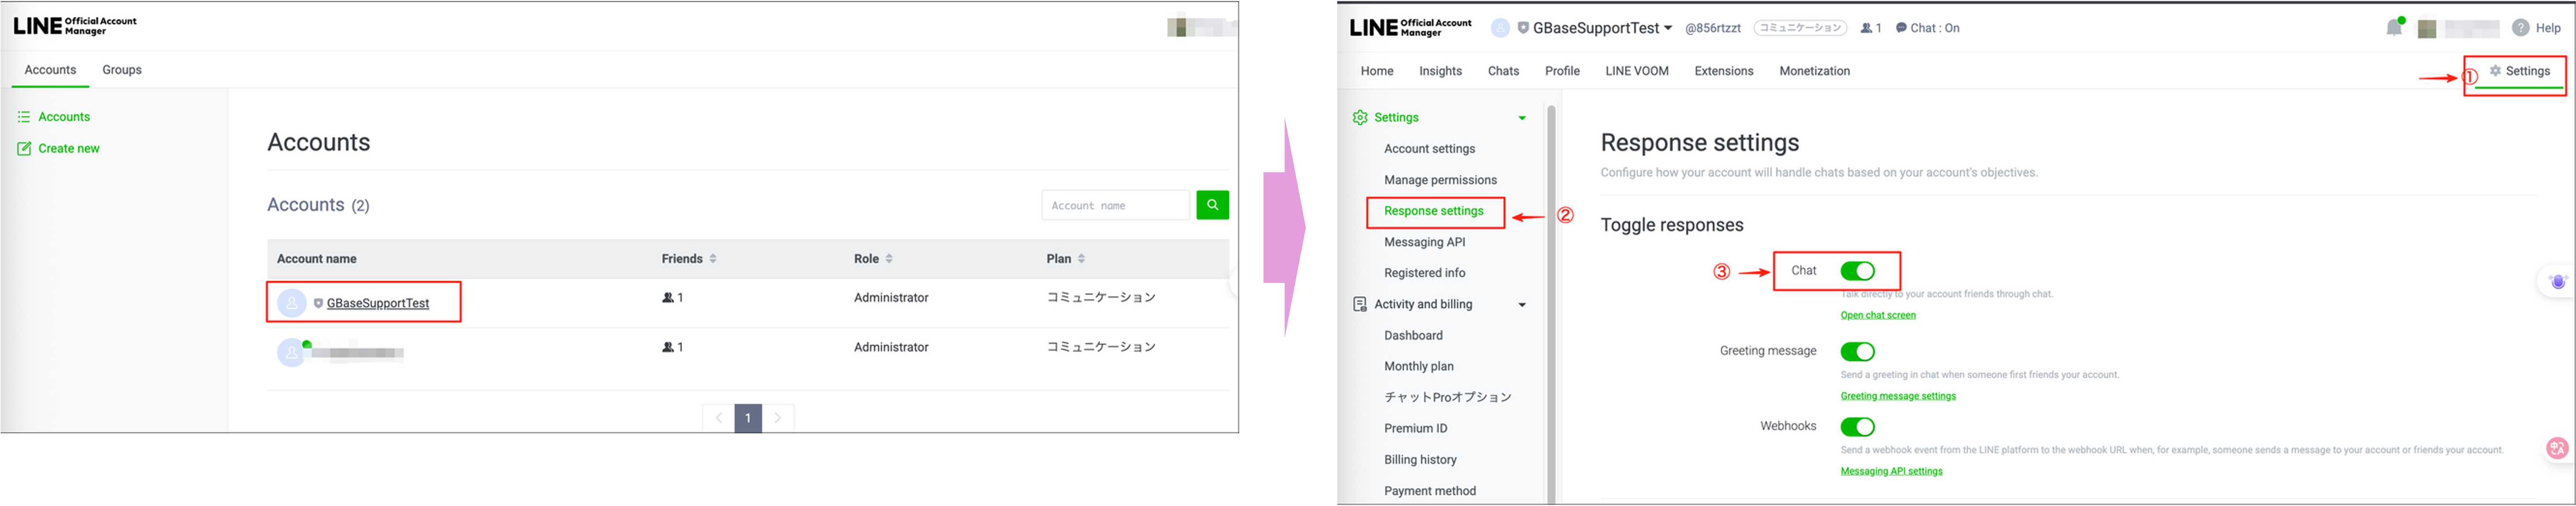 LINE Official Account Manager
Accounts Groups
Accounts
Create new
Accounts
Accounts (2)
Account name
Account name Friends Role Plan
GBaseSupportTest 1 Administrator コミュニケーション
1 Administrator コミュニケーション
1
LINE Official Account Manager GBaseSupportTest @856rtzzt コミュニケーション 1 Chat : On ? Help
Home Insights Chats Profile LINE VOOM Extensions Monetization ① Settings
Settings
Account settings
Manage permissions
Response settings ②
Messaging API
Registered info
Activity and billing
Dashboard
Monthly plan
チャットProオプション
Premium ID
Billing history
Payment method
Response settings
Configure how your account will handle chats based on your account's objectives.
Toggle responses
③ Chat
Talk directly to your account friends through chat.
Open chat screen
Greeting message
Send a greeting in chat when someone first friends your account.
Greeting message settings
Webhooks
Send a webhook event from the LINE platform to the webhook URL when, for example, someone sends a message to your account or friends your account.
Messaging API settings
中A